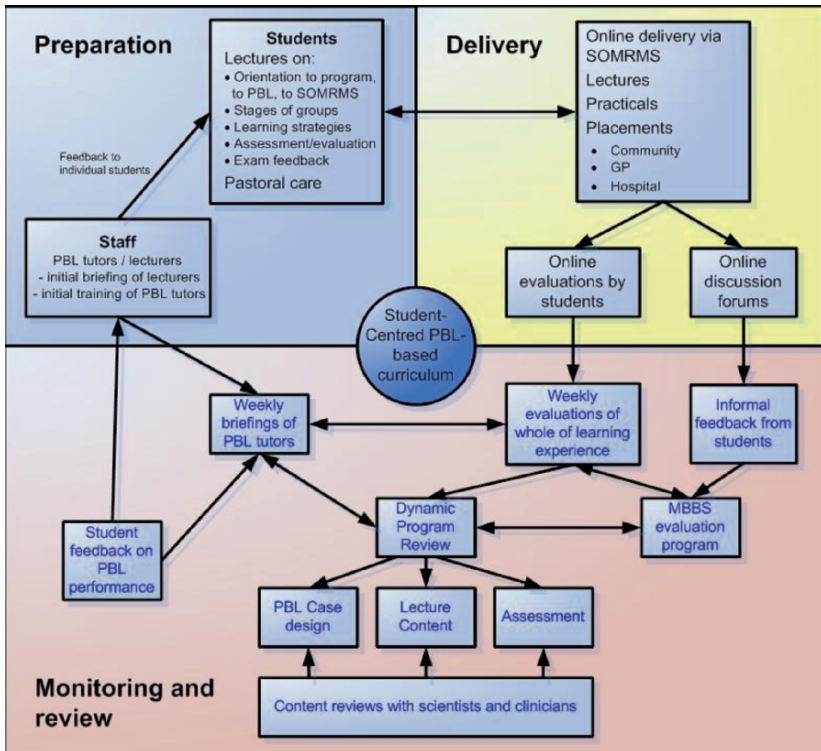 Preparation
Students
Lectures on:
• Orientation to program,
to PBL, to SOMRMS
• Stages of groups
• Learning strategies
• Assessment/evaluation
• Exam feedback
Pastoral care
Feedback to
individual students
Staff
PBL tutors / lecturers
- initial briefing of lecturers
- initial training of PBL tutors
Delivery
Online delivery via
SOMRMS
Lectures
Practicals
Placements
• Community
• GP
• Hospital
Online
evaluations by
students
Online
discussion
forums
Student-
Centred PBL-
based
curriculum
Weekly
briefings of
PBL tutors
Weekly
evaluations of
whole of learning
experience
Informal
feedback from
students
Student
feedback on
PBL
performance
Dynamic
Program
Review
MBBS
evaluation
program
PBL Case
design
Lecture
Content
Assessment
Content reviews with scientists and clinicians
Monitoring and
review